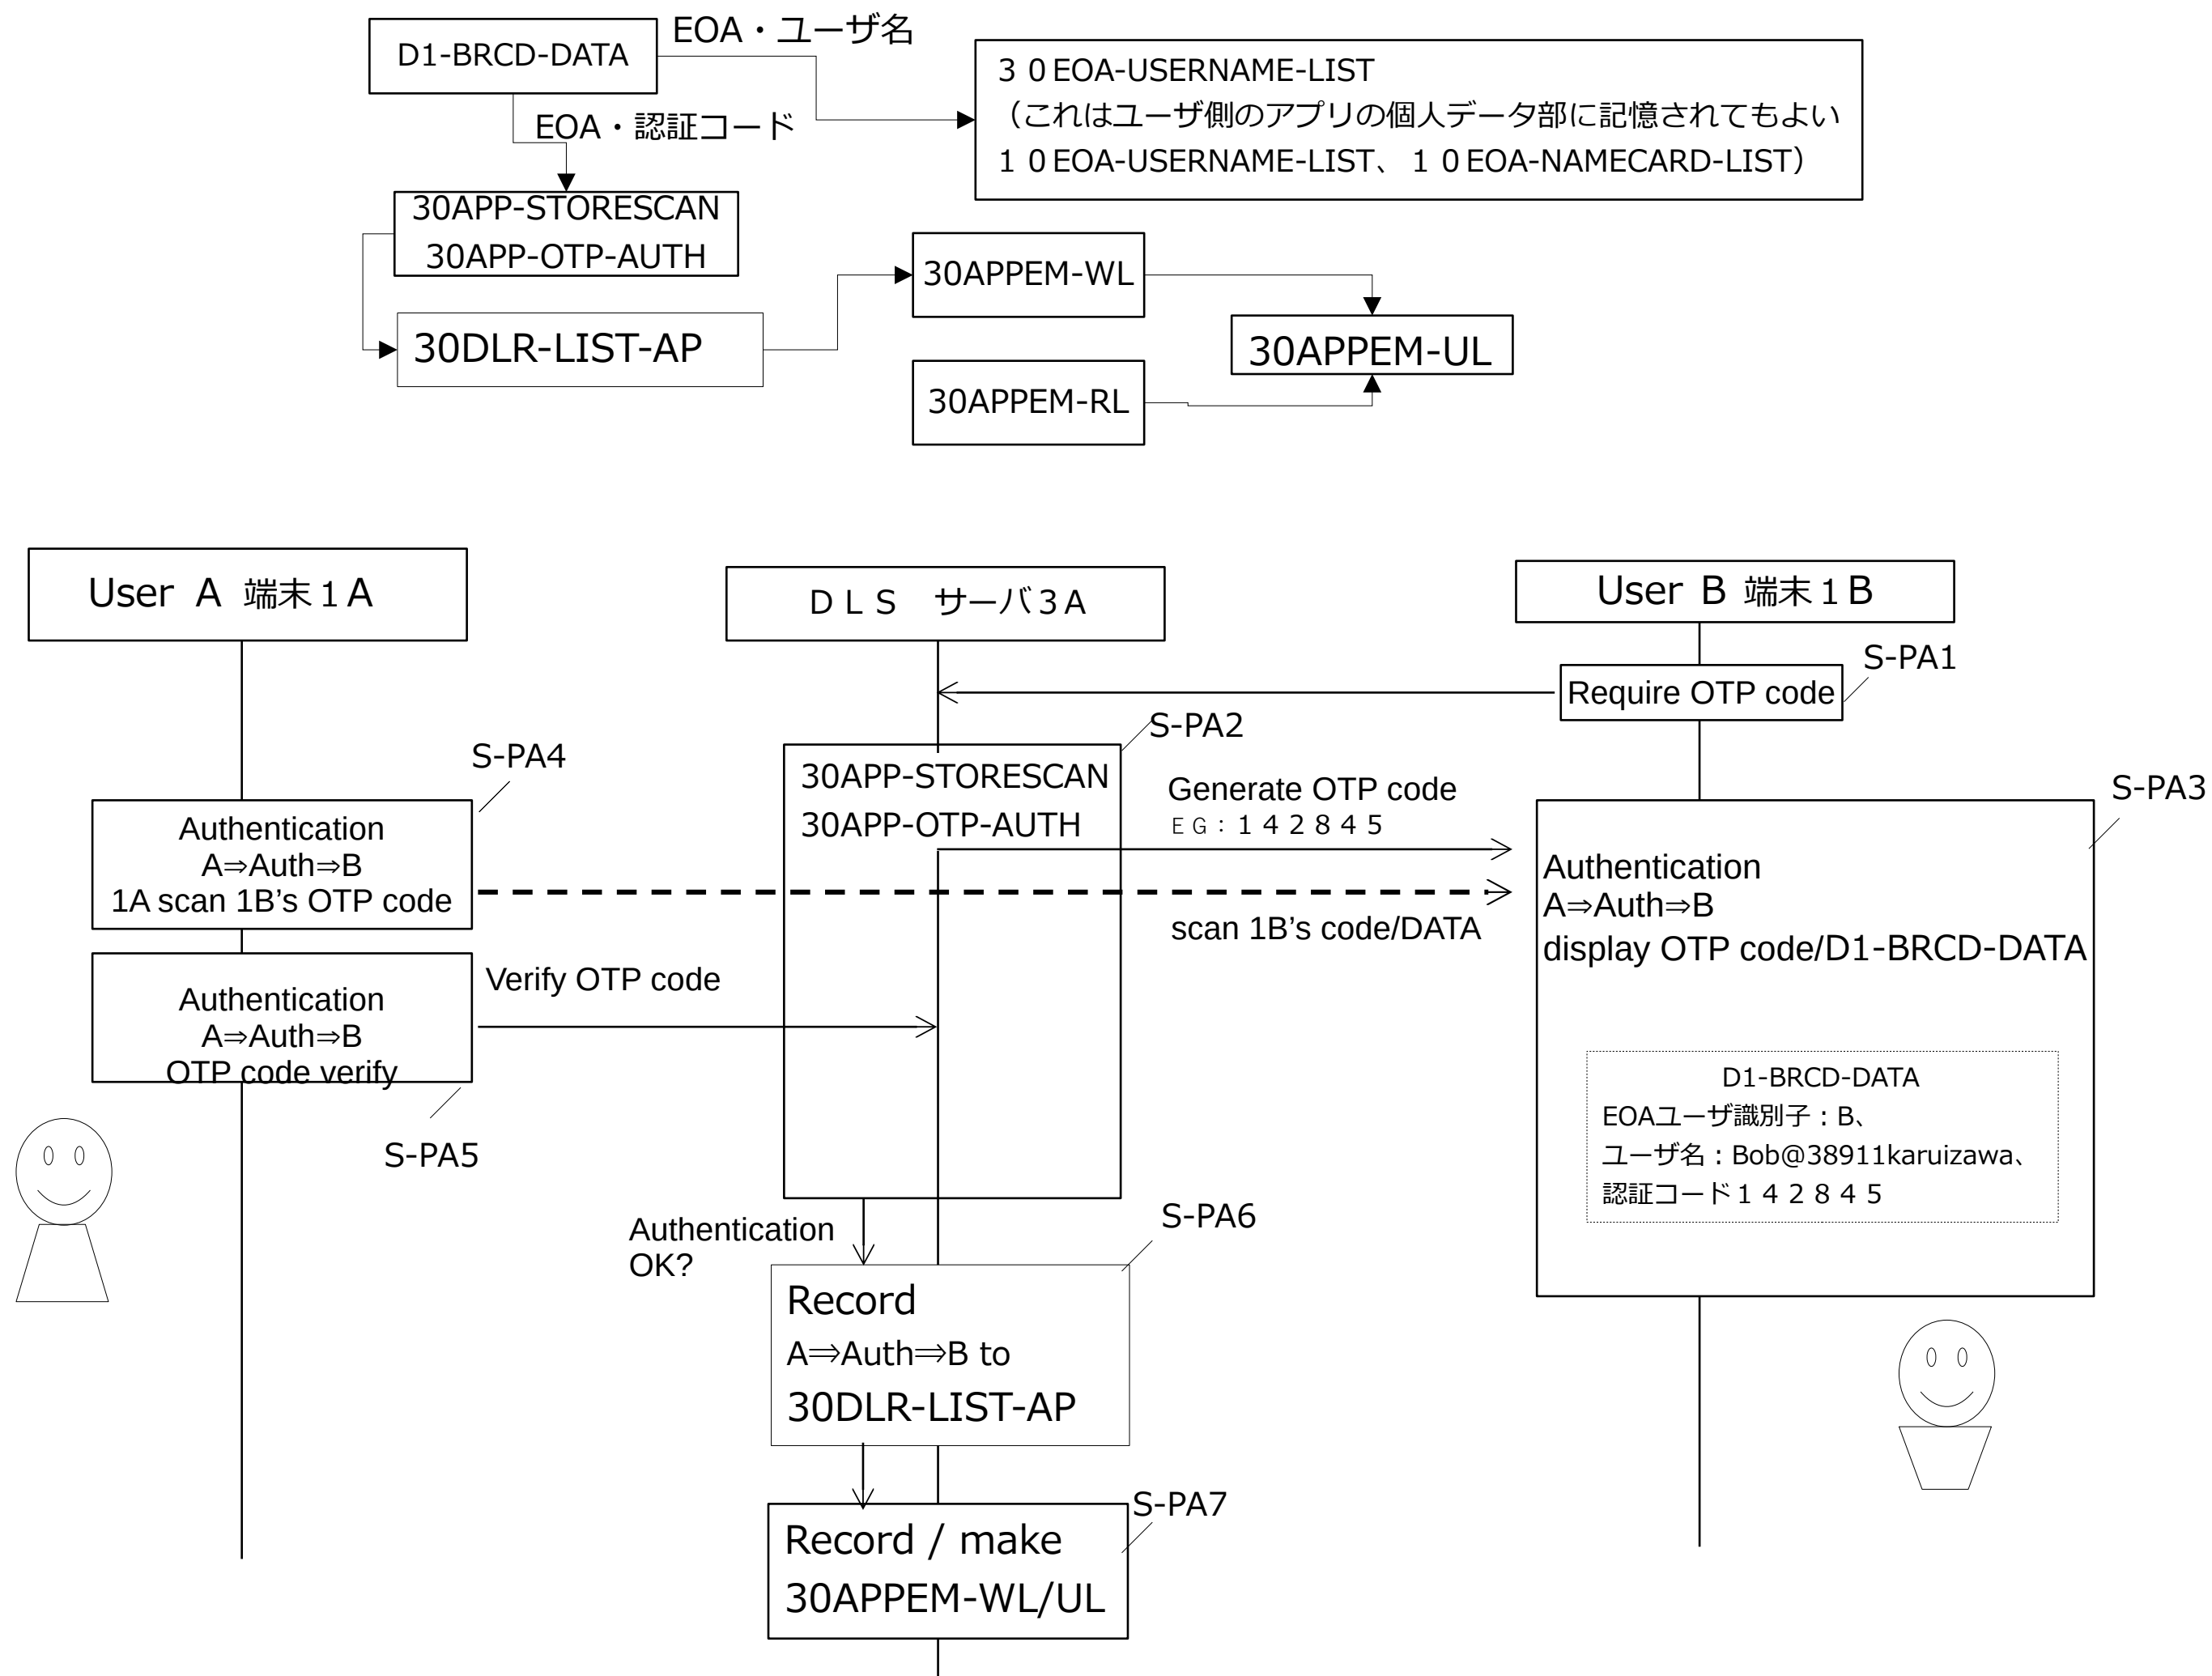 EOA・ユーザ名
D1-BRCD-DATA
３０EOA-USERNAME-LIST
（これはユーザ側のアプリの個人データ部に記憶されてもよい
１０EOA-USERNAME-LIST、１０EOA-NAMECARD-LIST）
EOA・認証コード
30APP-STORESCAN
30APP-OTP-AUTH
30DLR-LIST-AP
30APPEM-WL
30APPEM-UL
30APPEM-RL
User A 端末１A
ＤＬＳ　サーバ３Ａ
User B 端末１B
S-PA1
Require OTP code
S-PA2
S-PA4
30APP-STORESCAN
30APP-OTP-AUTH
Generate OTP code
ＥＧ：１４２８４５
S-PA3
Authentication
A⇒Auth⇒B
1A scan 1B’s OTP code
Authentication
A⇒Auth⇒B
display OTP code/D1-BRCD-DATA
scan 1B’s code/DATA
Verify OTP code
Authentication
A⇒Auth⇒B
OTP code verify
S-PA5
D1-BRCD-DATA
EOAユーザ識別子：B、
ユーザ名：Bob@38911karuizawa、
認証コード１４２８４５
Authentication
OK?
S-PA6
Record
A⇒Auth⇒B to
30DLR-LIST-AP
S-PA7
Record / make
30APPEM-WL/UL